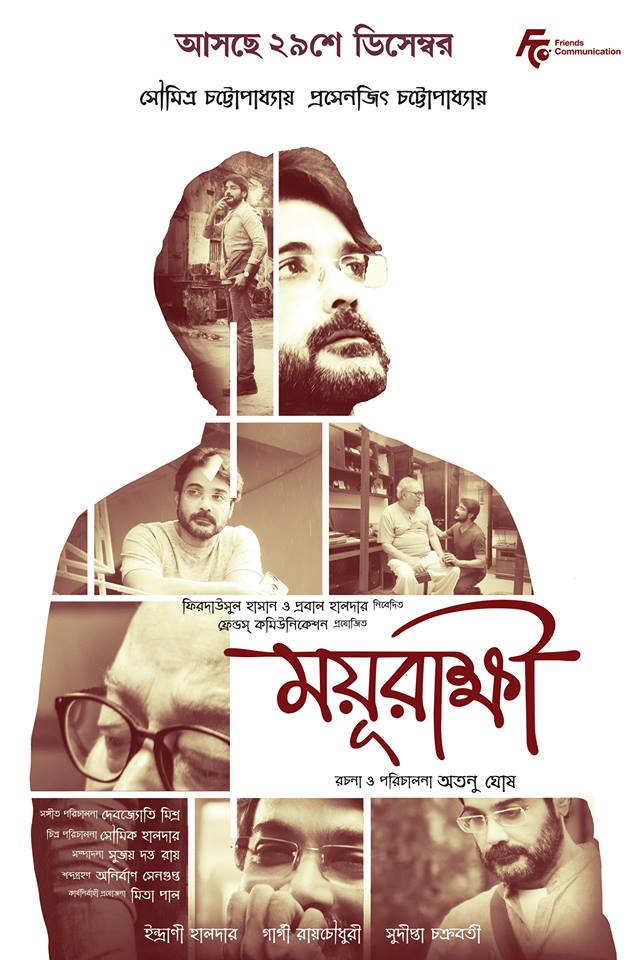 আসছে ২৯শে ডিসেম্বর
Friends
Communication
সৌমিত্র চট্টোপাধ্যায় প্রসেনজিৎ চট্টোপাধ্যায়
ফিরদাউসুল হাসান ও প্রবাল হালদার নিবেদিত
ফ্রেন্ডস্ কমিউনিকেশন প্রযোজিত
ময়ূরাক্ষী
রচনা ও পরিচালনা অতনু ঘোষ
সঙ্গীত পরিচালনা দেবজ্যোতি মিশ্র
চিত্র পরিচালনা সৌমিক হালদার
সম্পাদনা সুজয় দত্ত রায়
শব্দগ্রহণ অনির্বাণ সেনগুপ্ত
কার্যনির্বাহী প্রযোজনা মিতা পাল
ইন্দ্রাণী হালদার গার্গী রায়চৌধুরী সুদীপ্তা চক্রবর্তী